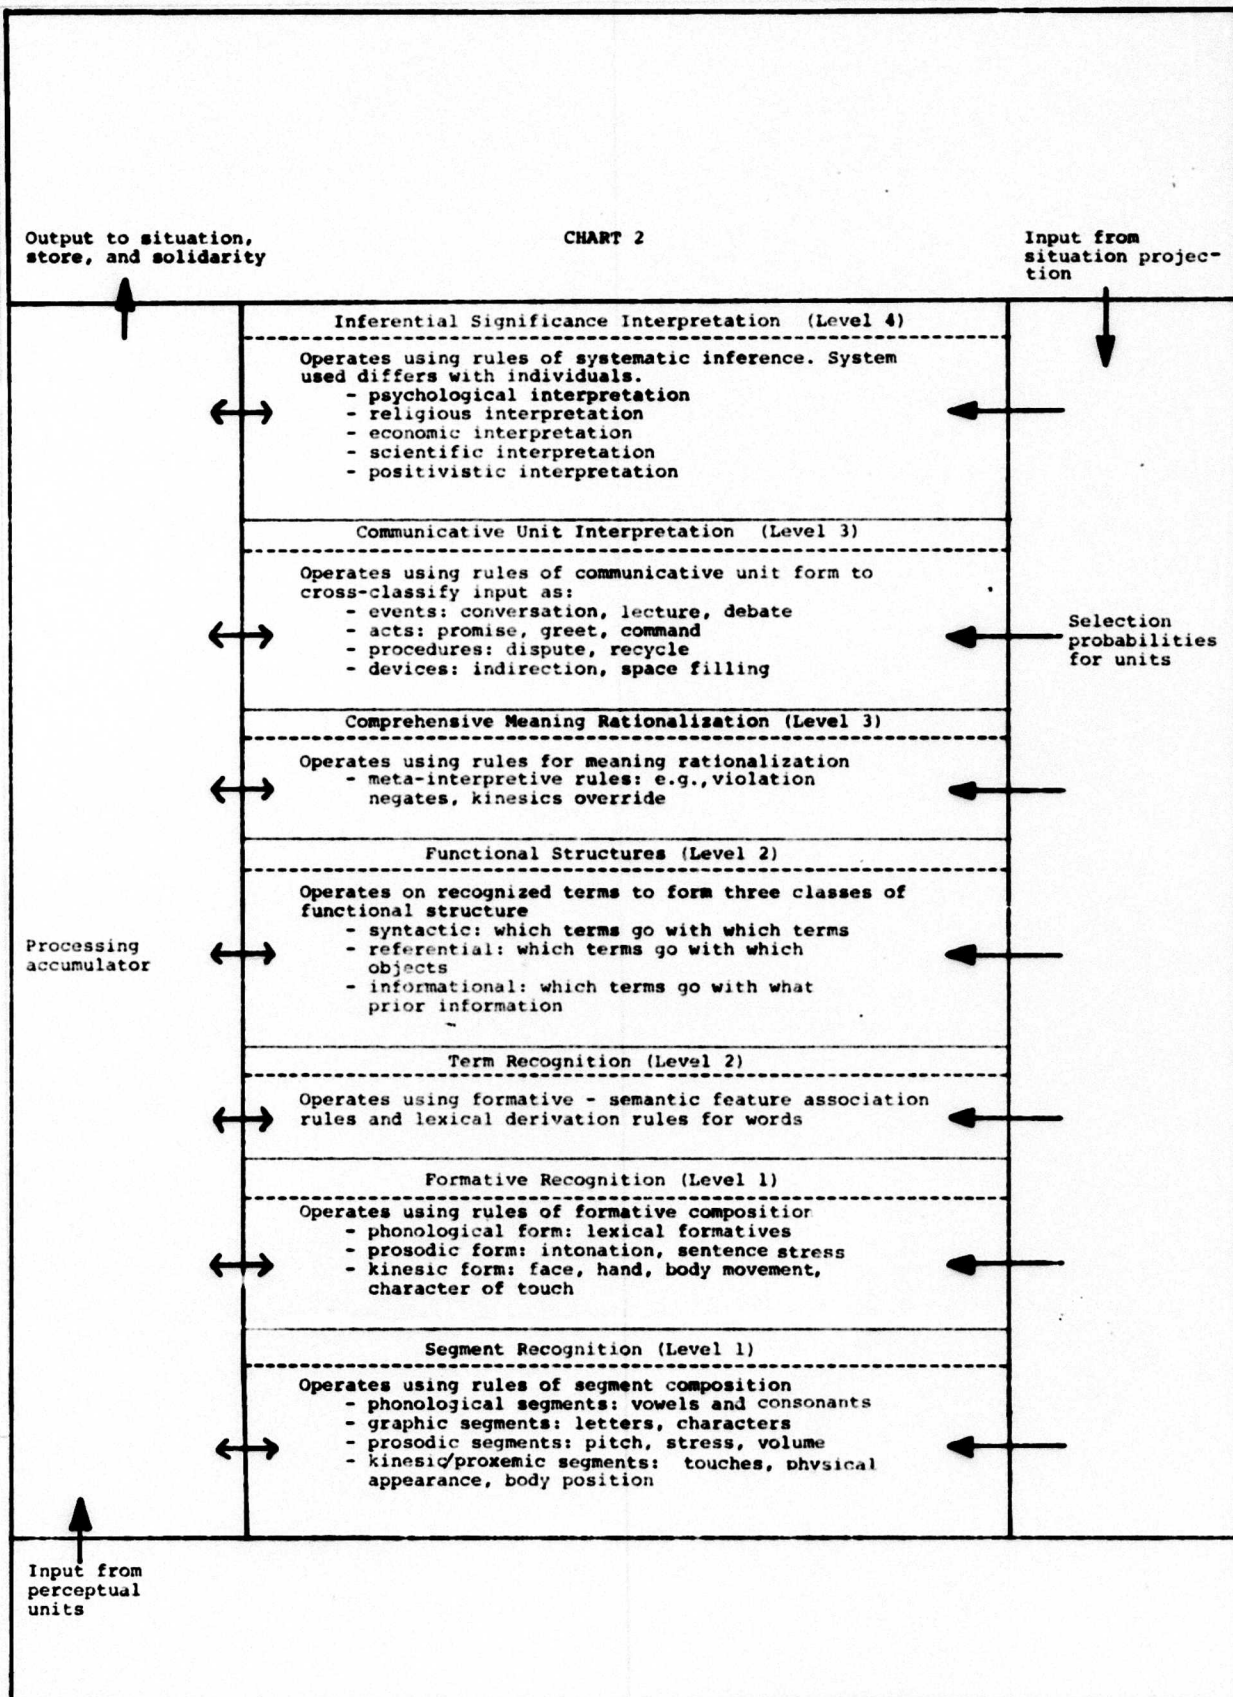 Output to situation,
store, and solidarity
CHART 2
Input from
situation projec-
tion
Inferential Significance Interpretation (Level 4)
Operates using rules of systematic inference. System
used differs with individuals.
- psychological interpretation
- religious interpretation
- economic interpretation
- scientific interpretation
- positivistic interpretation
Communicative Unit Interpretation (Level 3)
Operates using rules of communicative unit form to
cross-classify input as:
- events: conversation, lecture, debate
- acts: promise, greet, command
- procedures: dispute, recycle
- devices: indirection, space filling
Selection
probabilities
for units
Comprehensive Meaning Rationalization (Level 3)
Operates using rules for meaning rationalization
- meta-interpretive rules: e.g., violation
negates, kinesics override
Functional Structures (Level 2)
Operates on recognized terms to form three classes of
functional structure
- syntactic: which terms go with which terms
- referential: which terms go with which
objects
- informational: which terms go with what
prior information
Processing
accumulator
Term Recognition (Level 2)
Operates using formative - semantic feature association
rules and lexical derivation rules for words
Formative Recognition (Level 1)
Operates using rules of formative composition
- phonological form: lexical formatives
- prosodic form: intonation, sentence stress
- kinesic form: face, hand, body movement,
character of touch
Segment Recognition (Level 1)
Operates using rules of segment composition
- phonological segments: vowels and consonants
- graphic segments: letters, characters
- prosodic segments: pitch, stress, volume
- kinesic/proxemic segments: touches, physical
appearance, body position
Input from
perceptual
units